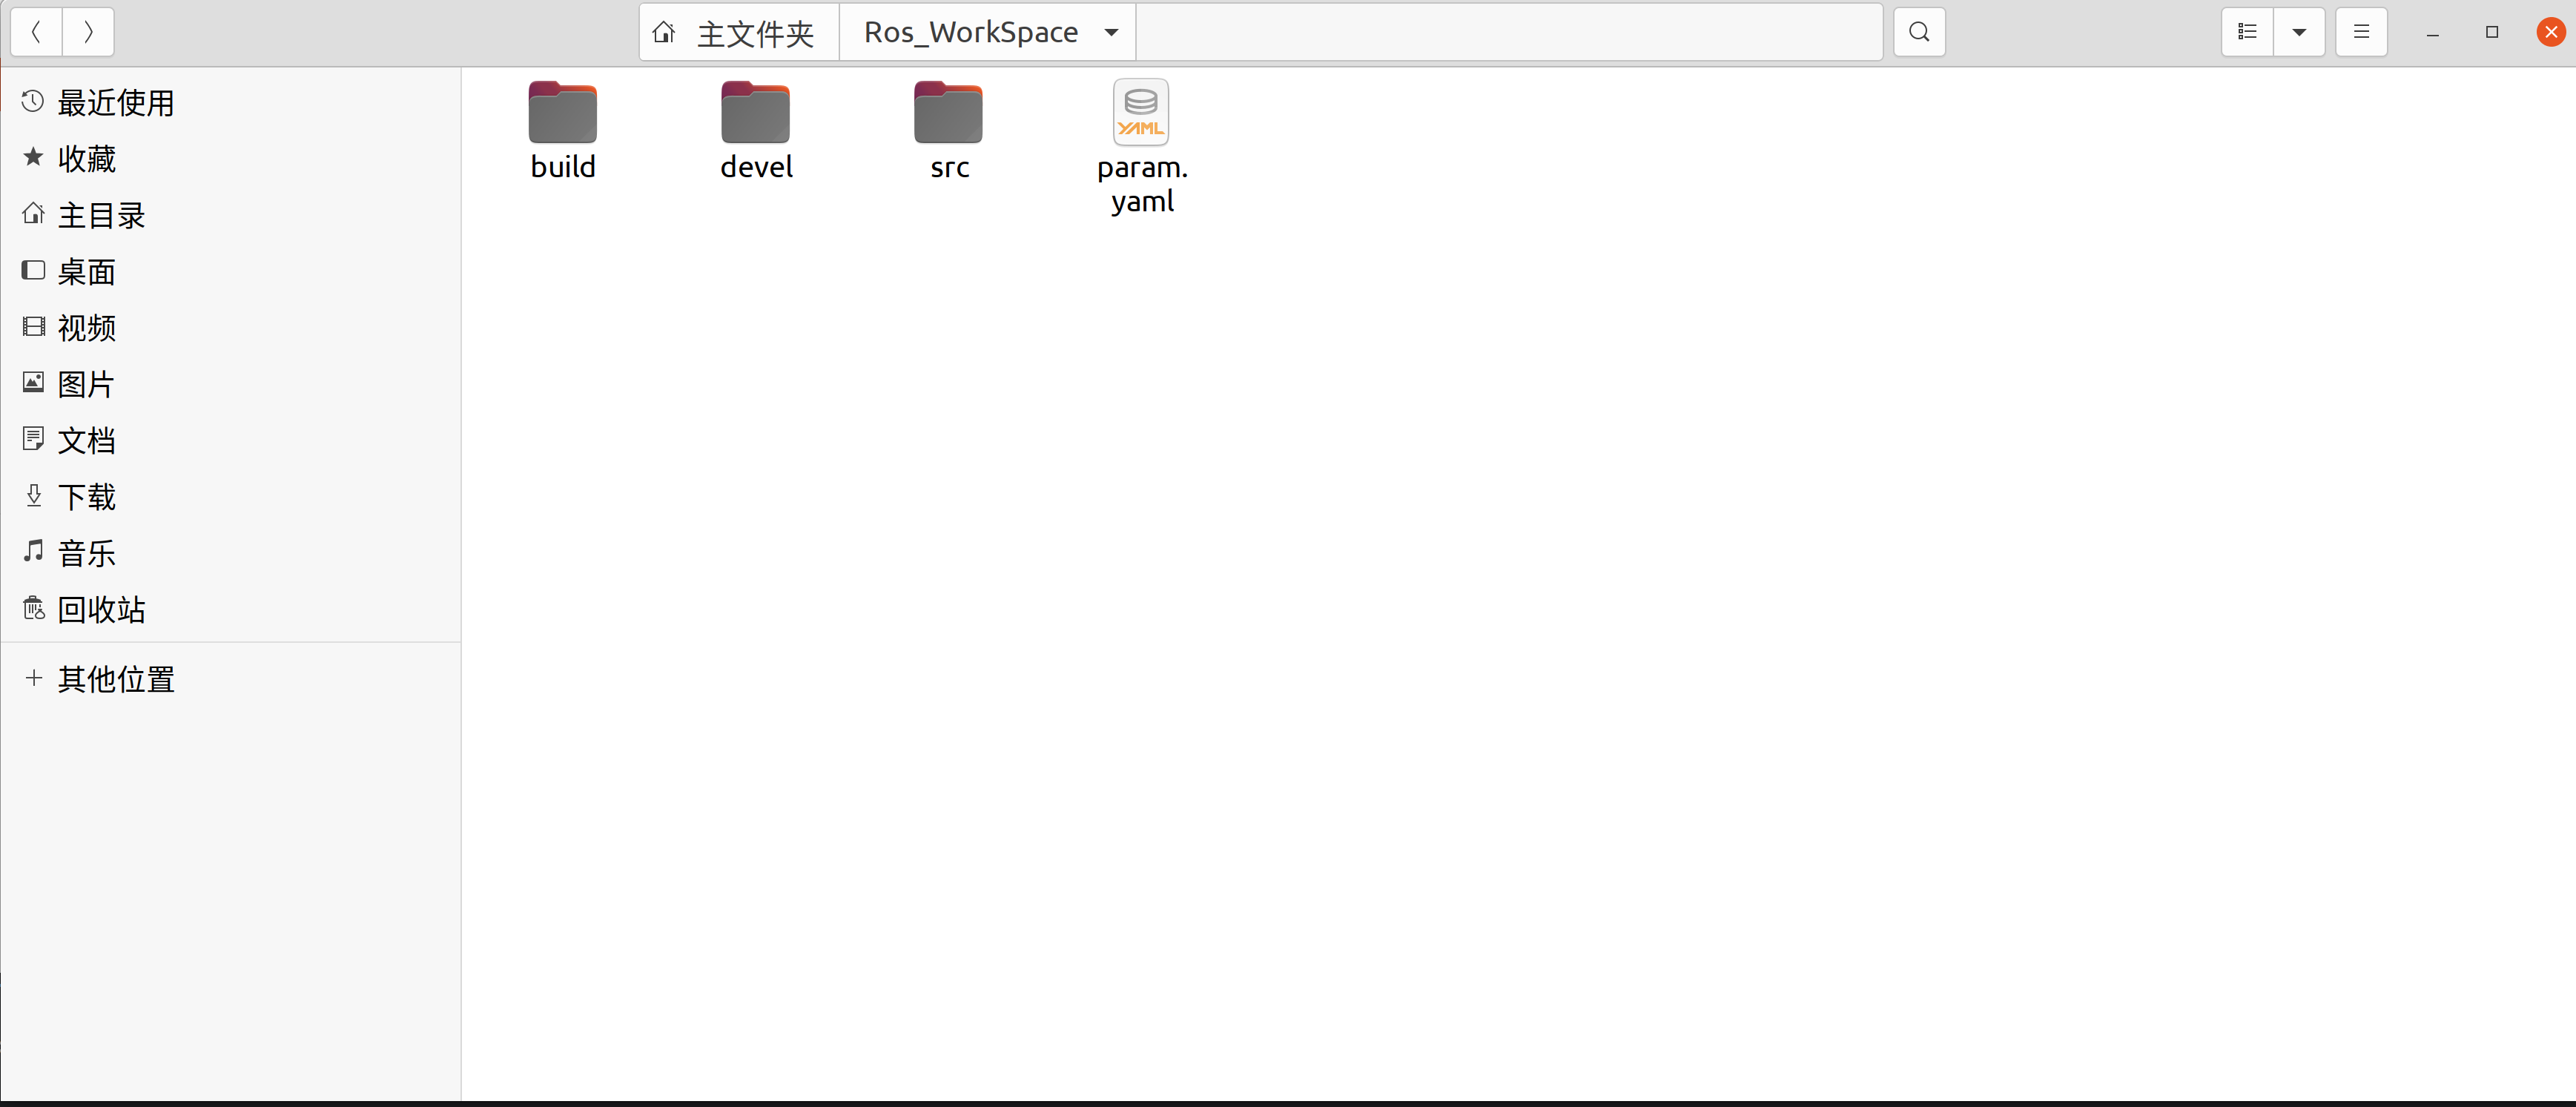 主文件夹
Ros_WorkSpace
最近使用
收藏
主目录
桌面
视频
图片
文档
下载
音乐
回收站
其他位置
build
devel
src
YAML
param.
yaml